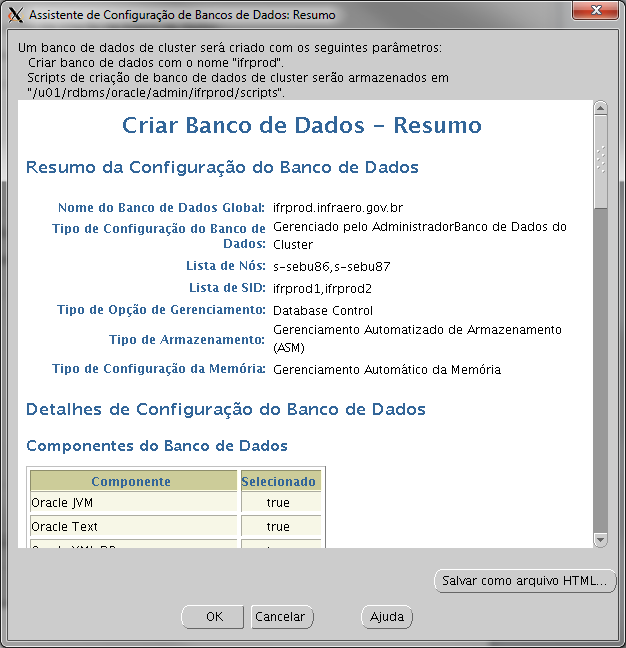 Assistente de Configuração de Bancos de Dados: Resumo
Um banco de dados de cluster será criado com os seguintes parâmetros:
Criar banco de dados com o nome "ifrprod".
Scripts de criação de banco de dados de cluster serão armazenados em
"/u01/rdbms/oracle/admin/ifrprod/scripts".
Criar Banco de Dados - Resumo
Resumo da Configuração do Banco de Dados
Nome do Banco de Dados Global: ifrprod.infraero.gov.br
Tipo de Configuração do Banco de Dados: Gerenciado pelo AdministradorBanco de Dados do
Cluster
Lista de Nós: s-sebu86,s-sebu87
Lista de SID: ifrprod1,ifrprod2
Tipo de Opção de Gerenciamento: Database Control
Tipo de Armazenamento: Gerenciamento Automatizado de Armazenamento
(ASM)
Tipo de Configuração da Memória: Gerenciamento Automático da Memória
Detalhes de Configuração do Banco de Dados
Componentes do Banco de Dados
Componente Selecionado
Oracle JVM true
Oracle Text true
Salvar como arquivo HTML...
OK Cancelar Ajuda